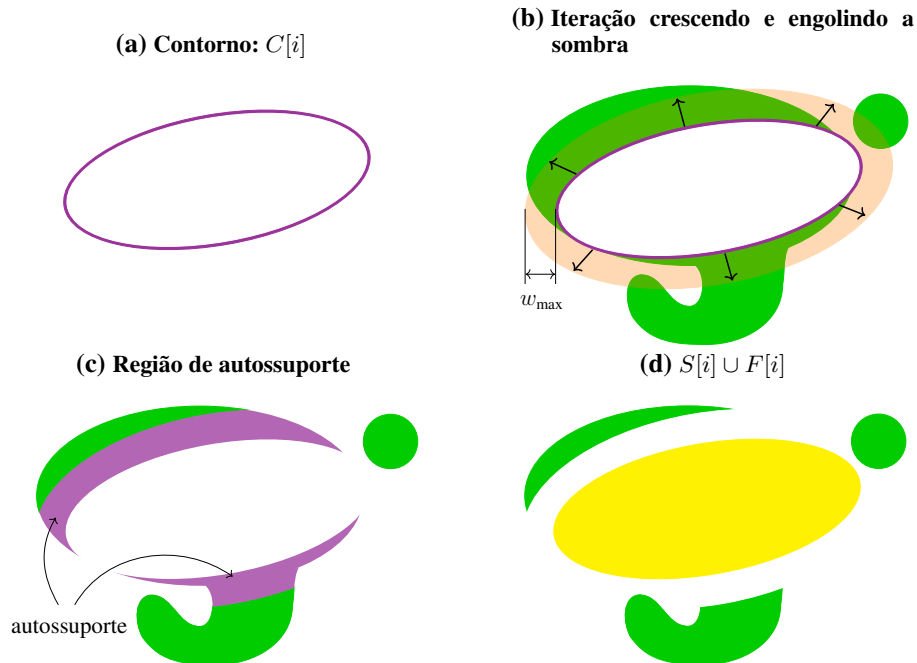 (a) Contorno: C[i]
(b) Iteração crescendo e engolindo a
sombra
w_max
(c) Região de autossuporte
autossuporte
(d) S[i] ∪ F[i]